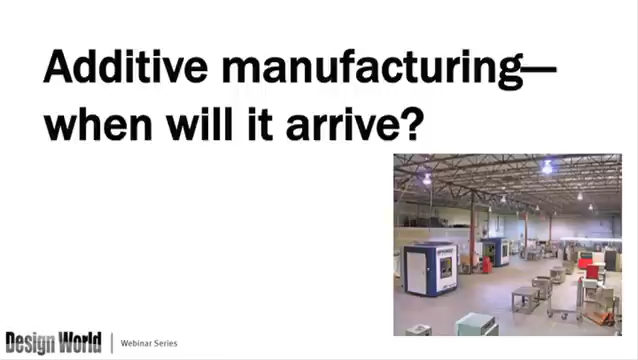 Additive manufacturing—
when will it arrive?
Design World
Webinar Series